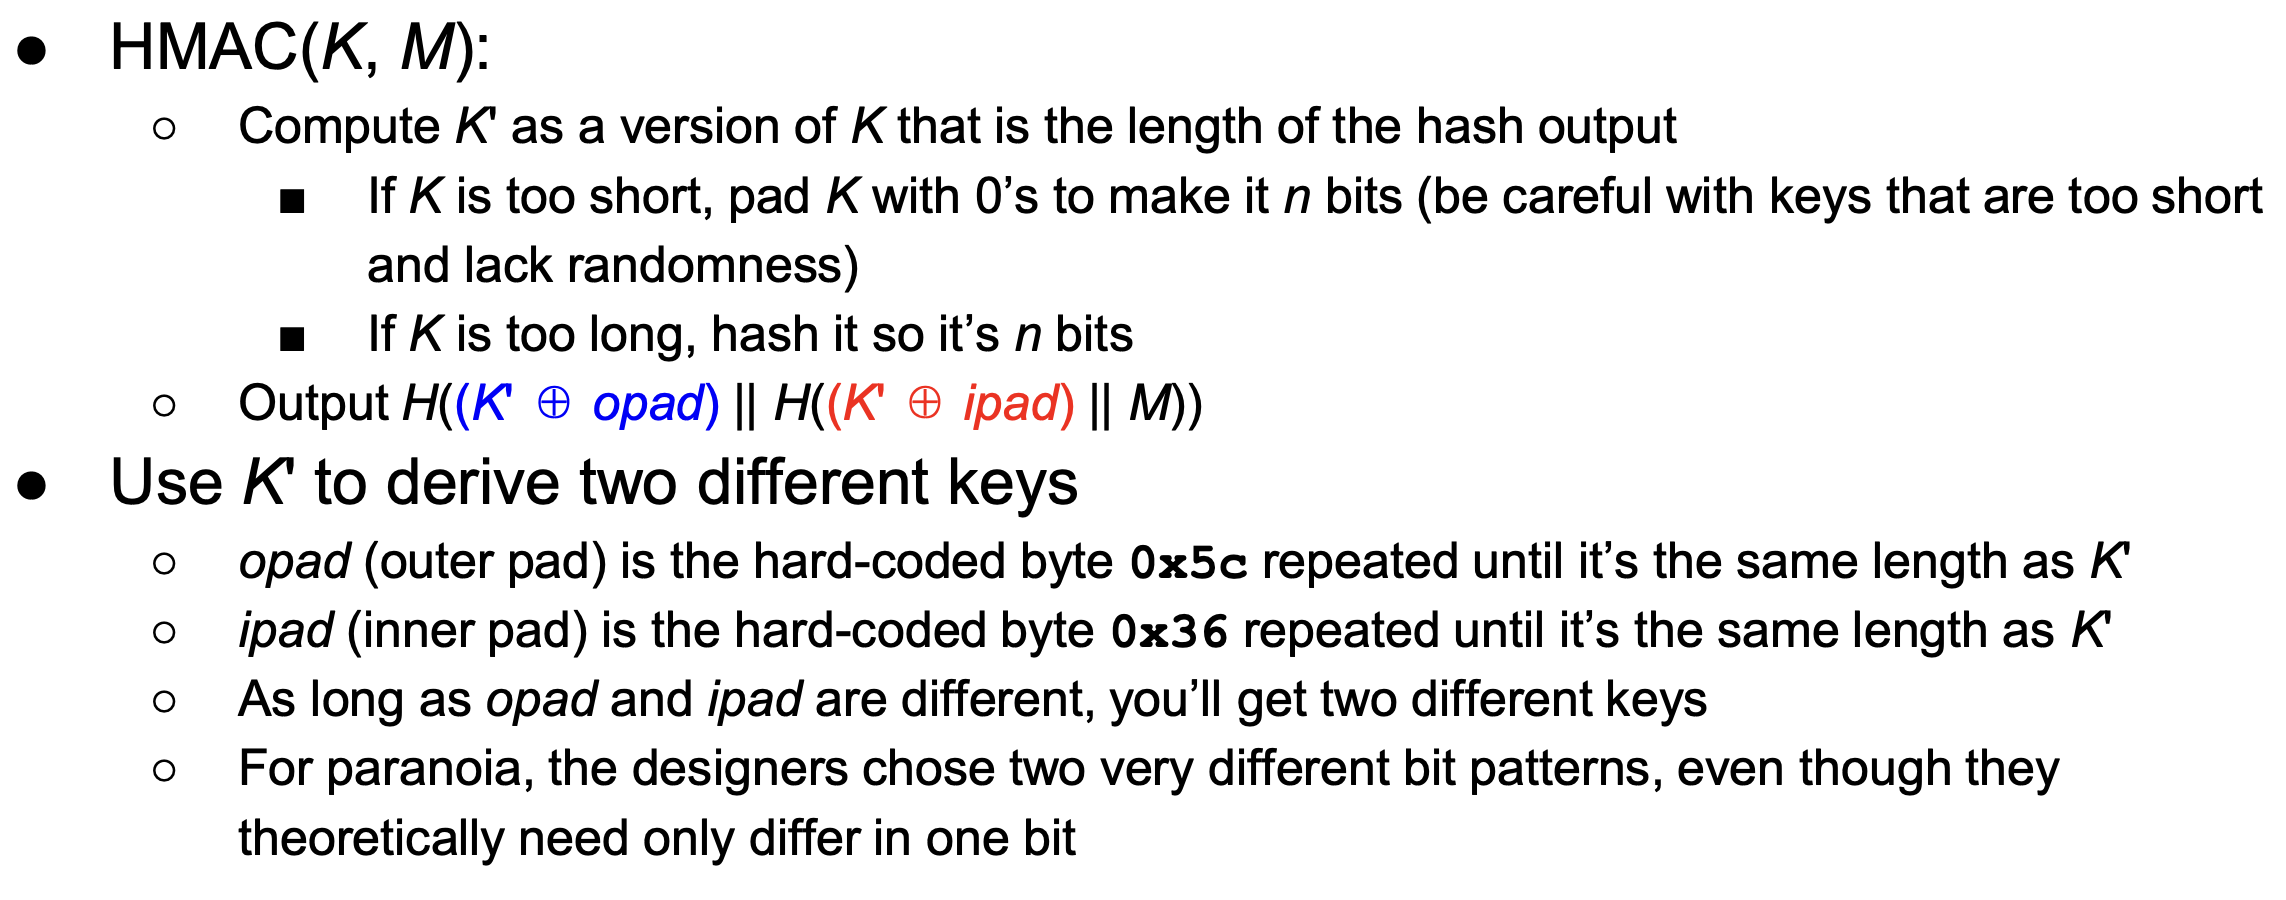 ● HMAC(K, M):
○ Compute K' as a version of K that is the length of the hash output
■ If K is too short, pad K with 0’s to make it n bits (be careful with keys that are too short
and lack randomness)
■ If K is too long, hash it so it’s n bits
○ Output H((K' ⊕ opad) || H((K' ⊕ ipad) || M))
● Use K' to derive two different keys
○ opad (outer pad) is the hard-coded byte 0x5c repeated until it’s the same length as K'
○ ipad (inner pad) is the hard-coded byte 0x36 repeated until it’s the same length as K'
○ As long as opad and ipad are different, you’ll get two different keys
○ For paranoia, the designers chose two very different bit patterns, even though they
theoretically need only differ in one bit